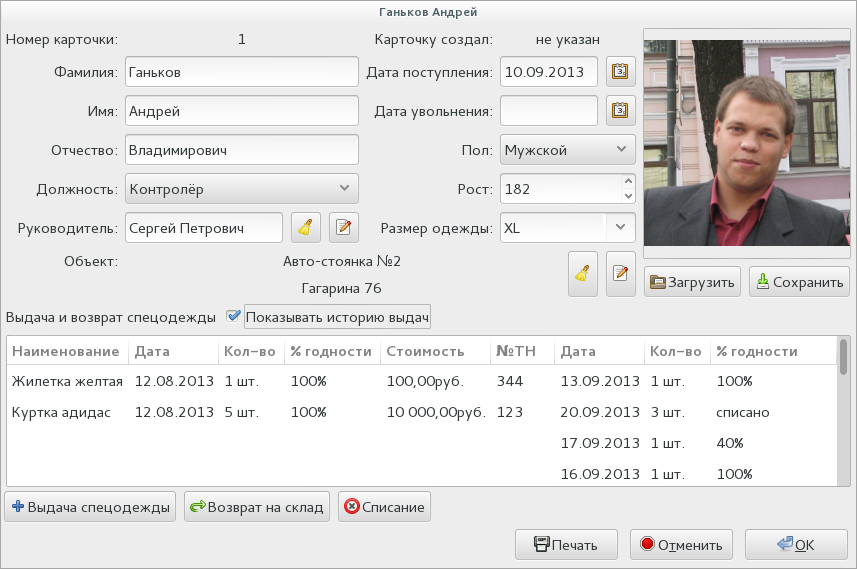 Ганьков Андрей
Номер карточки: 1 Карточку создал: не указан
Фамилия: Ганьков Дата поступления: 10.09.2013
Имя: Андрей Дата увольнения:
Отчество: Владимирович Пол: Мужской
Должность: Контролёр Рост: 182
Руководитель: Сергей Петрович Размер одежды: XL
Объект: Авто-стоянка №2
Гагарина 76
Загрузить Сохранить
Выдача и возврат спецодежды Показывать историю выдач
Наименование Дата Кол-во % годности Стоимость №ТН Дата Кол-во % годности
Жилетка желтая 12.08.2013 1 шт. 100% 100,00руб. 344 13.09.2013 1 шт. 100%
Куртка адидас 12.08.2013 5 шт. 100% 10 000,00руб. 123 20.09.2013 3 шт. списано
17.09.2013 1 шт. 40%
16.09.2013 1 шт. 100%
Выдача спецодежды Возврат на склад Списание
Печать Отменить OK